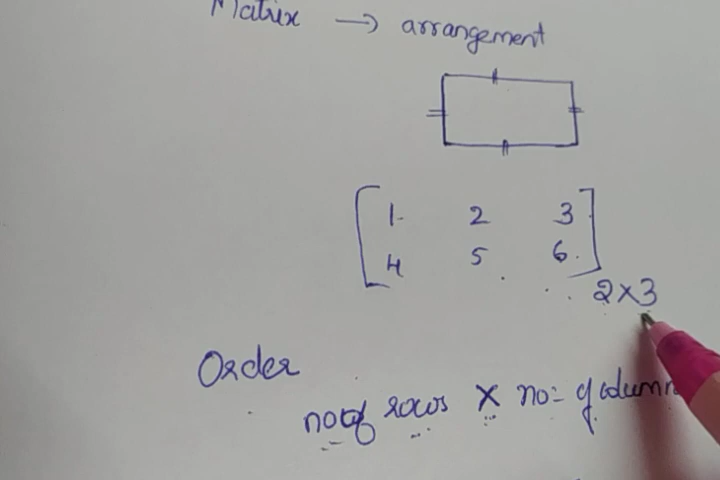 Matrix → arrangement
[1 2 3
4 5 6]
2×3
Order
no of rows × no= of column